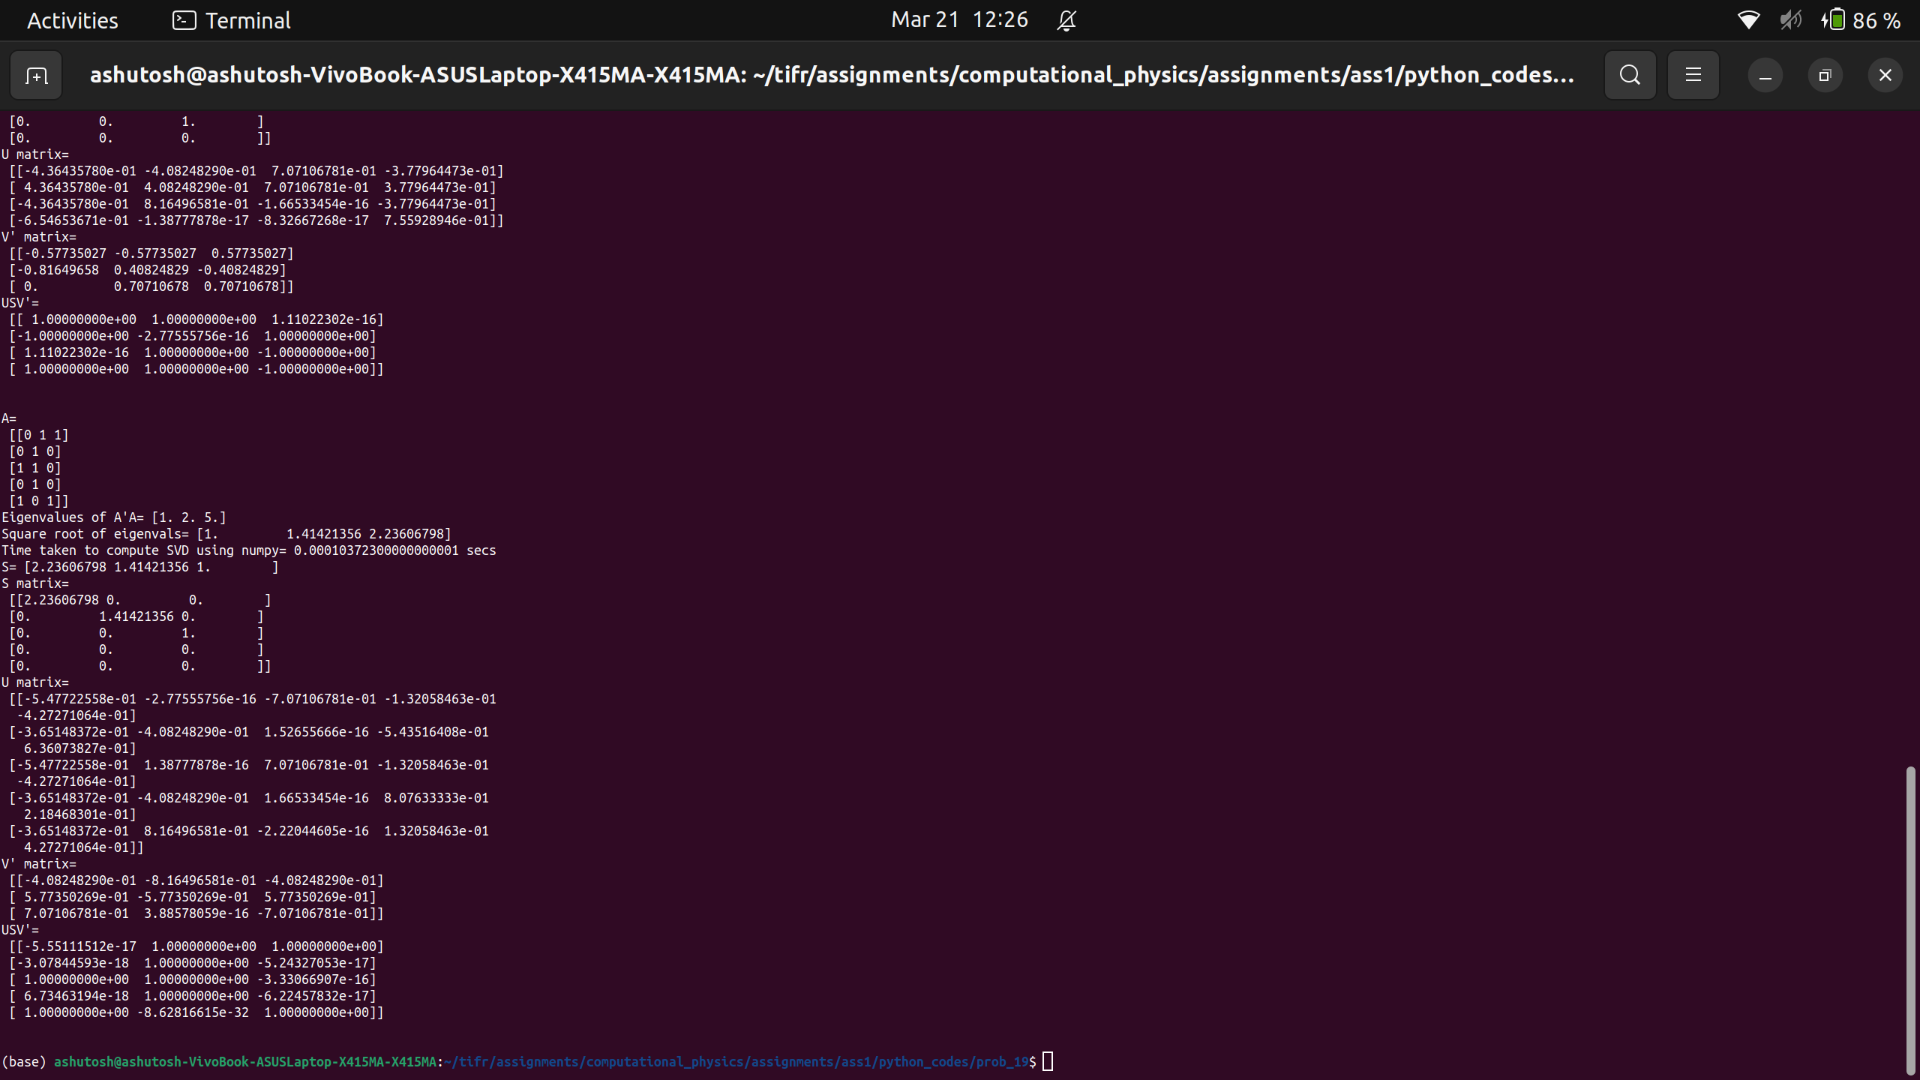 Activities Terminal Mar 21 12:26 86 %
ashutosh@ashutosh-VivoBook-ASUSLaptop-X415MA-X415MA: ~/tifr/assignments/computational_physics/assignments/ass1/python_codes...
[0. 0. 1. ]
[0. 0. 0. ]]
U matrix=
[[-4.36435780e-01 -4.08248290e-01 7.07106781e-01 -3.77964473e-01]
[ 4.36435780e-01 4.08248290e-01 7.07106781e-01 3.77964473e-01]
[-4.36435780e-01 8.16496581e-01 -1.66533454e-16 -3.77964473e-01]
[-6.54653671e-01 -1.38777878e-17 -8.32667268e-17 7.55928946e-01]]
V' matrix=
[[-0.57735027 -0.57735027 0.57735027]
[-0.81649658 0.40824829 -0.40824829]
[ 0. 0.70710678 0.70710678]]
USV'=
[[ 1.00000000e+00 1.00000000e+00 1.11022302e-16]
[-1.00000000e+00 -2.77555756e-16 1.00000000e+00]
[ 1.11022302e-16 1.00000000e+00 -1.00000000e+00]
[ 1.00000000e+00 1.00000000e+00 -1.00000000e+00]]
A=
[[0 1 1]
[0 1 0]
[1 1 0]
[0 1 0]
[1 0 1]]
Eigenvalues of A'A= [1. 2. 5.]
Square root of eigenvals= [1. 1.41421356 2.23606798]
Time taken to compute SVD using numpy= 0.00010372300000000001 secs
S= [2.23606798 1.41421356 1. ]
S matrix=
[[2.23606798 0. 0. ]
[0. 1.41421356 0. ]
[0. 0. 1. ]
[0. 0. 0. ]
[0. 0. 0. ]]
U matrix=
[[-5.47722558e-01 -2.77555756e-16 -7.07106781e-01 -1.32058463e-01
-4.27271064e-01]
[-3.65148372e-01 -4.08248290e-01 1.52655666e-16 -5.43516408e-01
6.36073827e-01]
[-5.47722558e-01 1.38777878e-16 7.07106781e-01 -1.32058463e-01
-4.27271064e-01]
[-3.65148372e-01 -4.08248290e-01 1.66533454e-16 8.07633333e-01
2.18468301e-01]
[-3.65148372e-01 8.16496581e-01 -2.22044605e-16 1.32058463e-01
4.27271064e-01]]
V' matrix=
[[-4.08248290e-01 -8.16496581e-01 -4.08248290e-01]
[ 5.77350269e-01 -5.77350269e-01 5.77350269e-01]
[ 7.07106781e-01 3.88578059e-16 -7.07106781e-01]]
USV'=
[[-5.55111512e-17 1.00000000e+00 1.00000000e+00]
[-3.07844593e-18 1.00000000e+00 -5.24327053e-17]
[ 1.00000000e+00 1.00000000e+00 -3.33066907e-16]
[ 6.73463194e-18 1.00000000e+00 -6.22457832e-17]
[ 1.00000000e+00 -8.62816615e-32 1.00000000e+00]]
(base) ashutosh@ashutosh-VivoBook-ASUSLaptop-X415MA-X415MA:~/tifr/assignments/computational_physics/assignments/ass1/python_codes/prob_19$